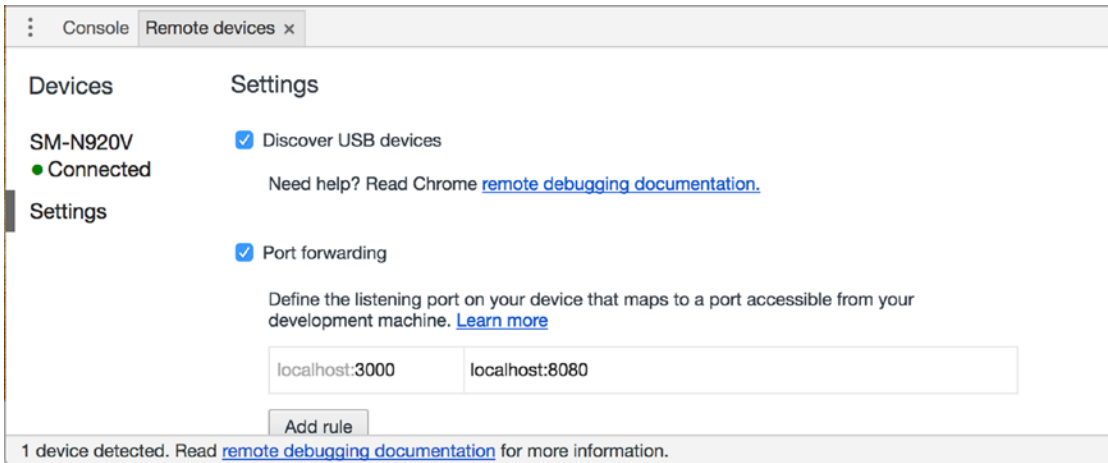 Console Remote devices ×
Devices
SM-N920V
Connected
Settings
Settings
Discover USB devices
Need help? Read Chrome remote debugging documentation.
Port forwarding
Define the listening port on your device that maps to a port accessible from your
development machine. Learn more
localhost:3000 localhost:8080
Add rule
1 device detected. Read remote debugging documentation for more information.